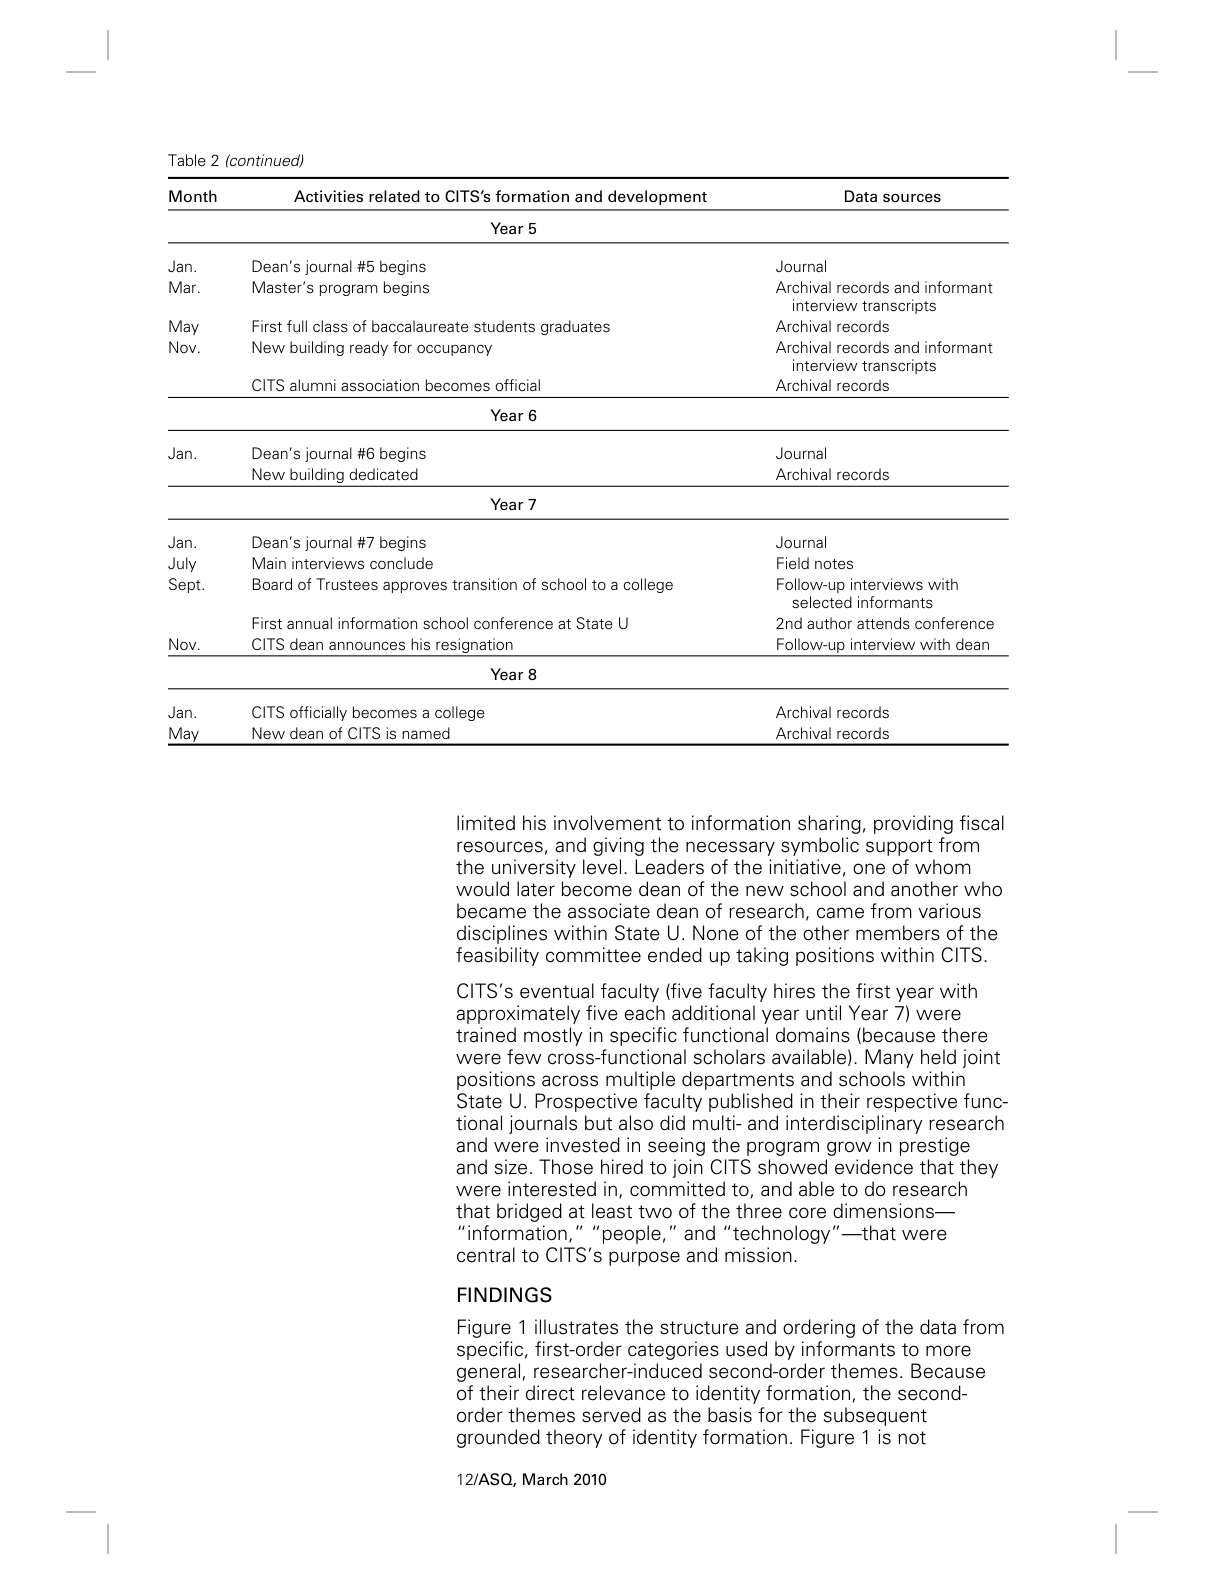 Table 2 (continued)
Month Activities related to CITS’s formation and development Data sources
Year 5
Jan. Dean’s journal #5 begins Journal
Mar. Master’s program begins Archival records and informant
interview transcripts
May First full class of baccalaureate students graduates Archival records
Nov. New building ready for occupancy Archival records and informant
interview transcripts
CITS alumni association becomes official Archival records
Year 6
Jan. Dean’s journal #6 begins Journal
New building dedicated Archival records
Year 7
Jan. Dean’s journal #7 begins Journal
July Main interviews conclude Field notes
Sept. Board of Trustees approves transition of school to a college Follow-up interviews with
selected informants
First annual information school conference at State U 2nd author attends conference
Nov. CITS dean announces his resignation Follow-up interview with dean
Year 8
Jan. CITS officially becomes a college Archival records
May New dean of CITS is named Archival records
limited his involvement to information sharing, providing fiscal
resources, and giving the necessary symbolic support from
the university level. Leaders of the initiative, one of whom
would later become dean of the new school and another who
became the associate dean of research, came from various
disciplines within State U. None of the other members of the
feasibility committee ended up taking positions within CITS.
CITS’s eventual faculty (five faculty hires the first year with
approximately five each additional year until Year 7) were
trained mostly in specific functional domains (because there
were few cross-functional scholars available). Many held joint
positions across multiple departments and schools within
State U. Prospective faculty published in their respective func-
tional journals but also did multi- and interdisciplinary research
and were invested in seeing the program grow in prestige
and size. Those hired to join CITS showed evidence that they
were interested in, committed to, and able to do research
that bridged at least two of the three core dimensions—
“information,” “people,” and “technology”—that were
central to CITS’s purpose and mission.
FINDINGS
Figure 1 illustrates the structure and ordering of the data from
specific, first-order categories used by informants to more
general, researcher-induced second-order themes. Because
of their direct relevance to identity formation, the second-
order themes served as the basis for the subsequent
grounded theory of identity formation. Figure 1 is not
12/ASQ, March 2010